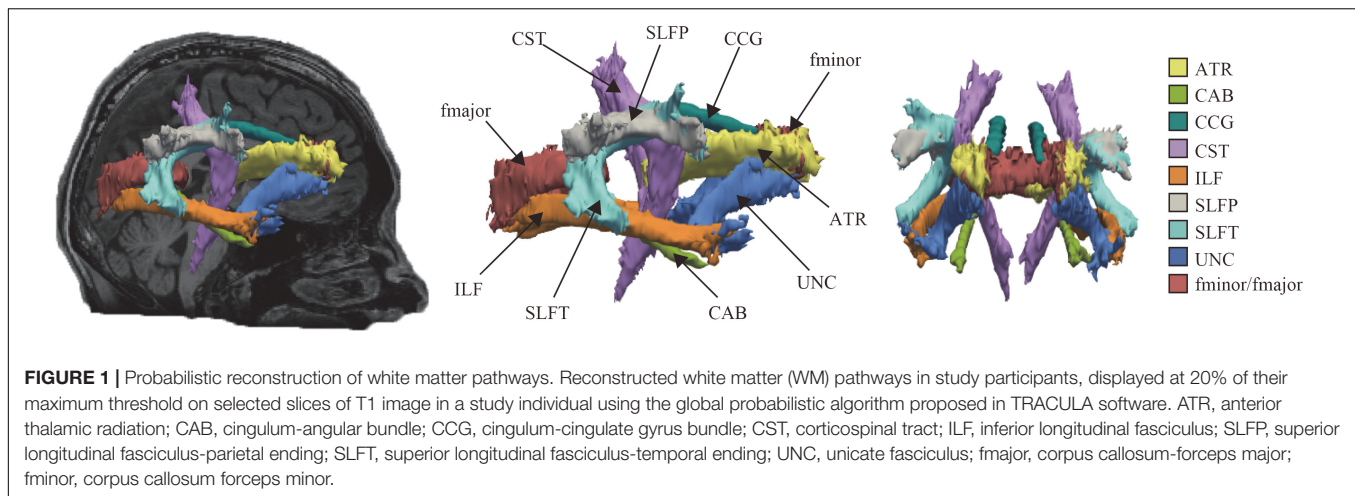 CST
SLFP
CCG
fminor
fmajor
ATR
ILF
SLFT
CAB
UNC
ATR
CAB
CCG
CST
ILF
SLFP
SLFT
UNC
fminor/fmajor
FIGURE 1 | Probabilistic reconstruction of white matter pathways. Reconstructed white matter (WM) pathways in study participants, displayed at 20% of their
maximum threshold on selected slices of T1 image in a study individual using the global probabilistic algorithm proposed in TRACULA software. ATR, anterior
thalamic radiation; CAB, cingulum-angular bundle; CCG, cingulum-cingulate gyrus bundle; CST, corticospinal tract; ILF, inferior longitudinal fasciculus; SLFP, superior
longitudinal fasciculus-parietal ending; SLFT, superior longitudinal fasciculus-temporal ending; UNC, unicate fasciculus; fmajor, corpus callosum-forceps major;
fminor, corpus callosum forceps minor.